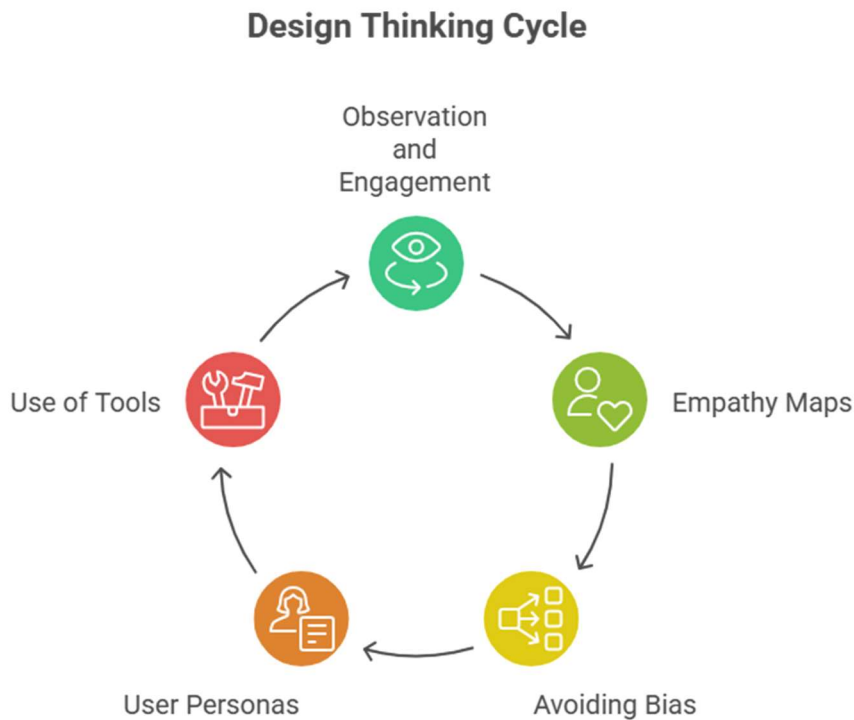 Design Thinking Cycle
Observation
and
Engagement
Use of Tools
Empathy Maps
User Personas
Avoiding Bias